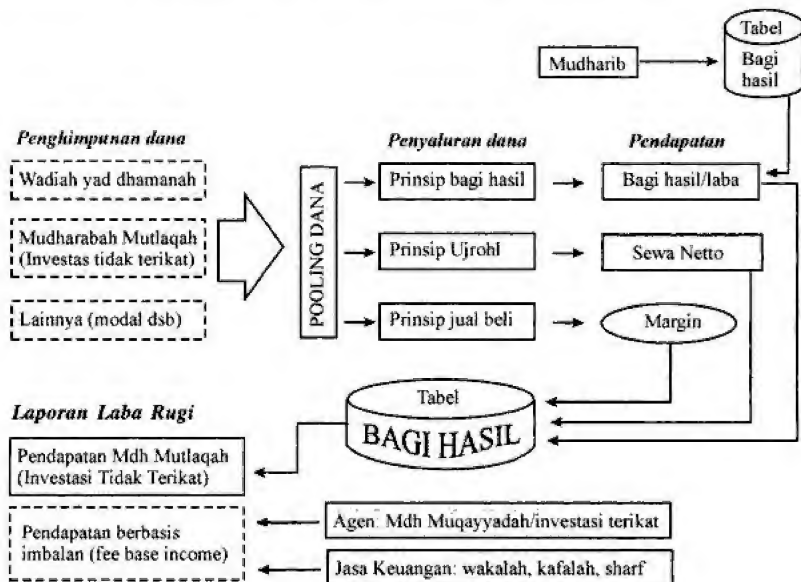 Tabel
Bagi
hasil
Mudharib
Penghimpunan dana
Penyaluran dana
Pendapatan
Wadiah yad dhamanah
Prinsip bagi hasil
Bagi hasil/laba
Mudharabah Mutlaqah
(Investas tidak terikat)
POOLING DANA
Prinsip Ujrohl
Sewa Netto
Lainnya (modal dsb)
Prinsip jual beli
Margin
Laporan Laba Rugi
Tabel
BAGI HASIL
Pendapatan Mdh Mutlaqah
(Investasi Tidak Terikat)
Pendapatan berbasis
imbalan (fee base income)
Agen: Mdh Muqayyadah/investasi terikat
Jasa Keuangan: wakalah, kafalah, sharf